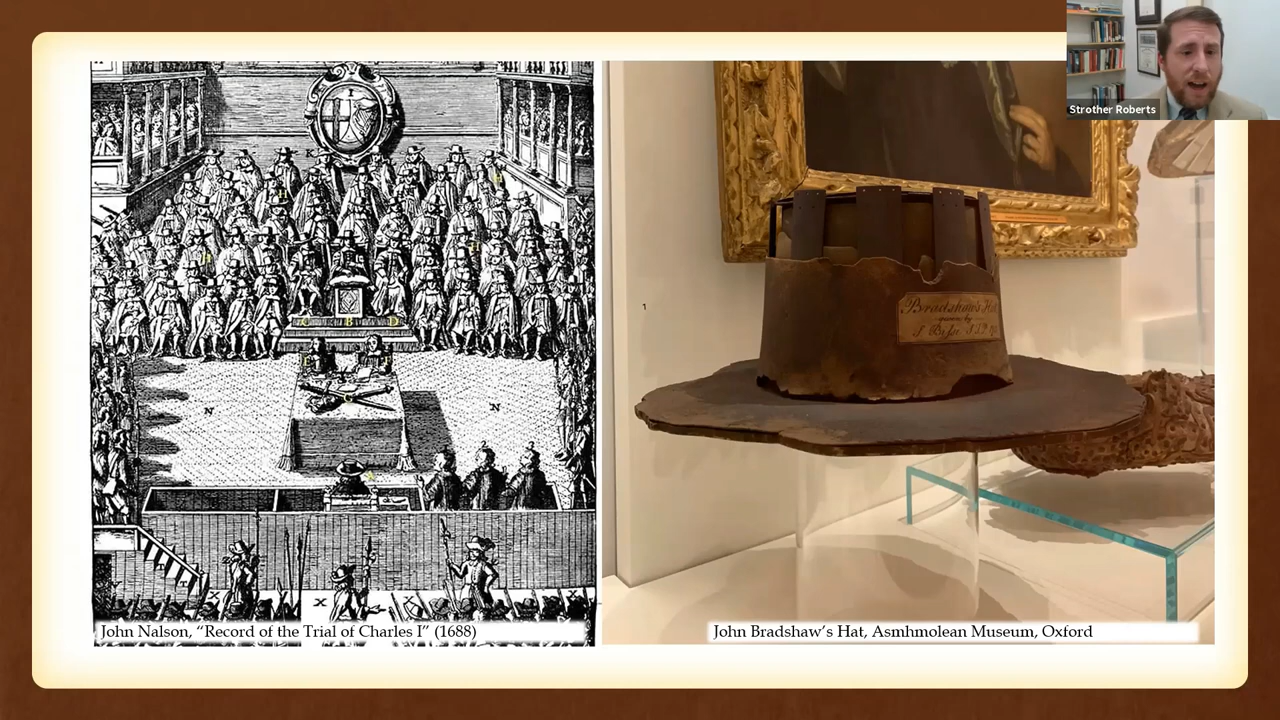 Strother Roberts
B
D
N
N
X
Bradshaw's Hat
1
John Nalson, “Record of the Trial of Charles I” (1688)
John Bradshaw’s Hat, Asmhmolean Museum, Oxford